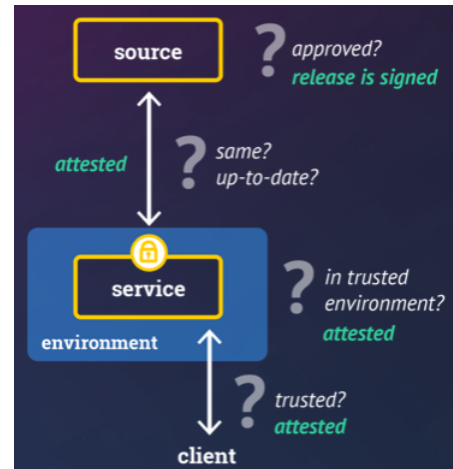 source
?
approved?
release is signed
attested
?
same?
up-to-date?
service
environment
?
in trusted
environment?
attested
?
trusted?
attested
client